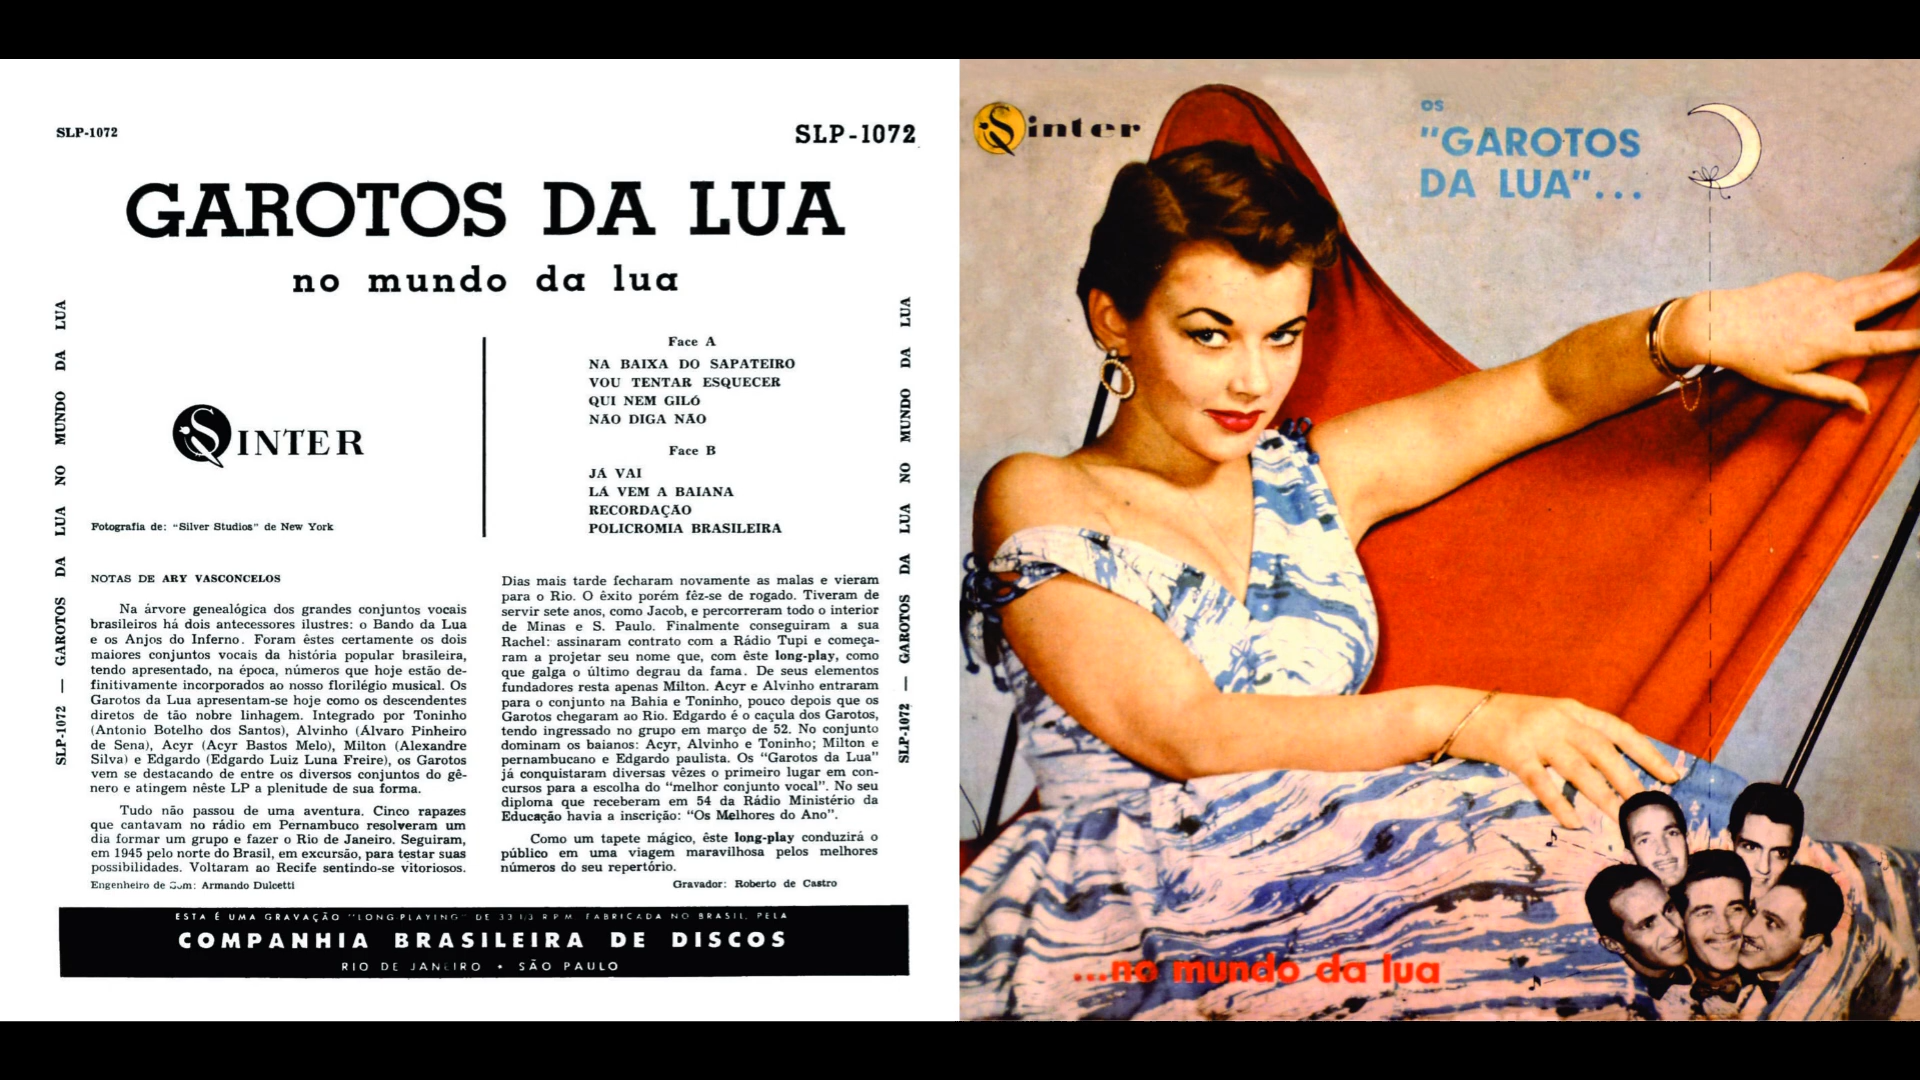 SLP-1072
SLP-1072
GAROTOS DA LUA
no mundo da lua
SLP-1072 — GAROTOS DA LUA NO MUNDO DA LUA
Face A
NA BAIXA DO SAPATEIRO
VOU TENTAR ESQUECER
QUI NEM GILÓ
NÃO DIGA NÃO
Face B
JÁ VAI
LÁ VEM A BAIANA
RECORDAÇÃO
POLICROMIA BRASILEIRA
SINTER
Fotografia de: "Silver Studios" de New York
NOTAS DE ARY VASCONCELOS
Na árvore genealógica dos grandes conjuntos vocais
brasileiros há dois antecessores ilustres: o Bando da Lua
e os Anjos do Inferno. Foram êstes certamente os dois
maiores conjuntos vocais da história popular brasileira,
tendo apresentado, na época, números que hoje estão de-
finitivamente incorporados ao nosso florilégio musical. Os
Garotos da Lua apresentam-se hoje como os descendentes
diretos de tão nobre linhagem. Integrado por Toninho
(Antonio Botelho dos Santos), Alvinho (Álvaro Pinheiro
de Sena), Acyr (Acyr Bastos Melo), Milton (Alexandre
Silva) e Edgardo (Edgardo Luiz Luna Freire), os Garotos
vem se destacando de entre os diversos conjuntos do gê-
nero e atingem nêste LP a plenitude de sua forma.
Tudo não passou de uma aventura. Cinco rapazes
que cantavam no rádio em Pernambuco resolveram um
dia formar um grupo e fazer o Rio de Janeiro. Seguiram,
em 1945 pelo norte do Brasil, em excursão, para testar suas
possibilidades. Voltaram ao Recife sentindo-se vitoriosos.
Engenheiro de Som: Armando Dulcetti
Dias mais tarde fecharam novamente as malas e vieram
para o Rio. O êxito porém fêz-se de rogado. Tiveram de
servir sete anos, como Jacob, e percorreram todo o interior
de Minas e S. Paulo. Finalmente conseguiram a sua
Rachel: assinaram contrato com a Rádio Tupi e começa-
ram a projetar seu nome que, com êste long-play, como
que galga o último degrau da fama. De seus elementos
fundadores resta apenas Milton. Acyr e Alvinho entraram
para o conjunto na Bahia e Toninho, pouco depois que os
Garotos chegaram ao Rio. Edgardo é o caçula dos Garotos,
tendo ingressado no grupo em março de 52. No conjunto
dominam os baianos: Acyr, Alvinho e Toninho; Milton e
pernambucano e Edgardo paulista. Os "Garotos da Lua"
já conquistaram diversas vêzes o primeiro lugar em con-
cursos para a escolha do "melhor conjunto vocal". No seu
diploma que receberam em 54 da Rádio Ministério da
Educação havia a inscrição: "Os Melhores do Ano".
Como um tapete mágico, êste long-play conduzirá o
público em uma viagem maravilhosa pelos melhores
números do seu repertório.
Gravador: Roberto de Castro
SLP-1072 — GAROTOS DA LUA NO MUNDO DA LUA
ESTA É UMA GRAVAÇÃO "LONG PLAYING" DE 33 1/3 R P M FABRICADA NO BRASIL, PELA
COMPANHIA BRASILEIRA DE DISCOS
RIO DE JANEIRO • SÃO PAULO
Sinter
OS
"GAROTOS
DA LUA"...
...no mundo da lua